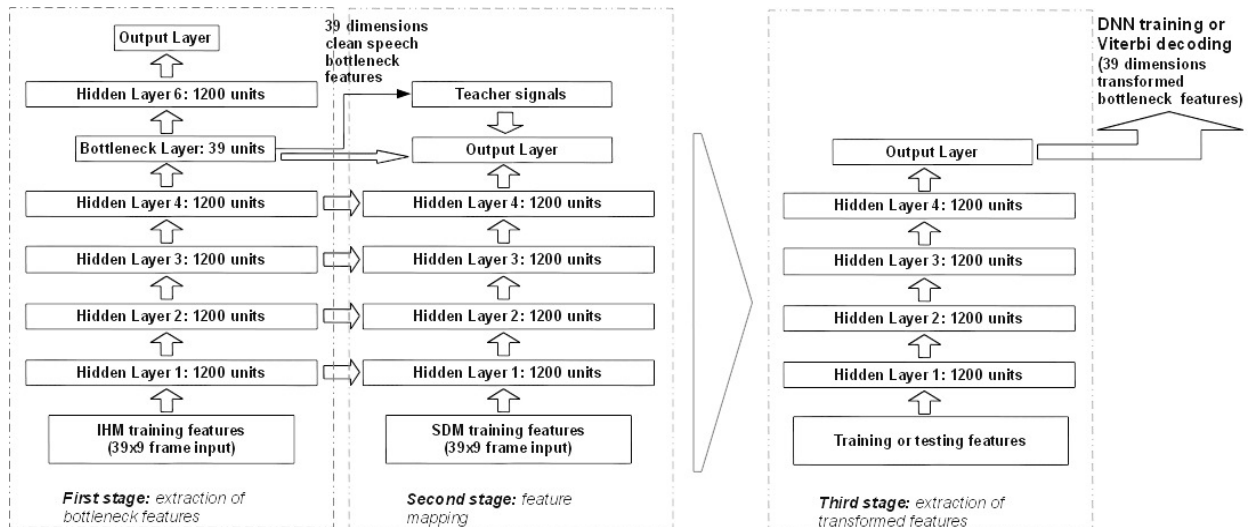 Output Layer
Hidden Layer 6: 1200 units
Bottleneck Layer: 39 units
Hidden Layer 4: 1200 units
Hidden Layer 3: 1200 units
Hidden Layer 2: 1200 units
Hidden Layer 1: 1200 units
IHM training features
(39x9 frame input)
First stage: extraction of
bottleneck features
39 dimensions
clean speech
bottleneck
features
Teacher signals
Output Layer
Hidden Layer 4: 1200 units
Hidden Layer 3: 1200 units
Hidden Layer 2: 1200 units
Hidden Layer 1: 1200 units
SDM training features
(39x9 frame input)
Second stage: feature
mapping
DNN training or
Viterbi decoding
(39 dimensions
transformed
bottleneck features)
Output Layer
Hidden Layer 4: 1200 units
Hidden Layer 3: 1200 units
Hidden Layer 2: 1200 units
Hidden Layer 1: 1200 units
Training or testing features
Third stage: extraction of
transformed features